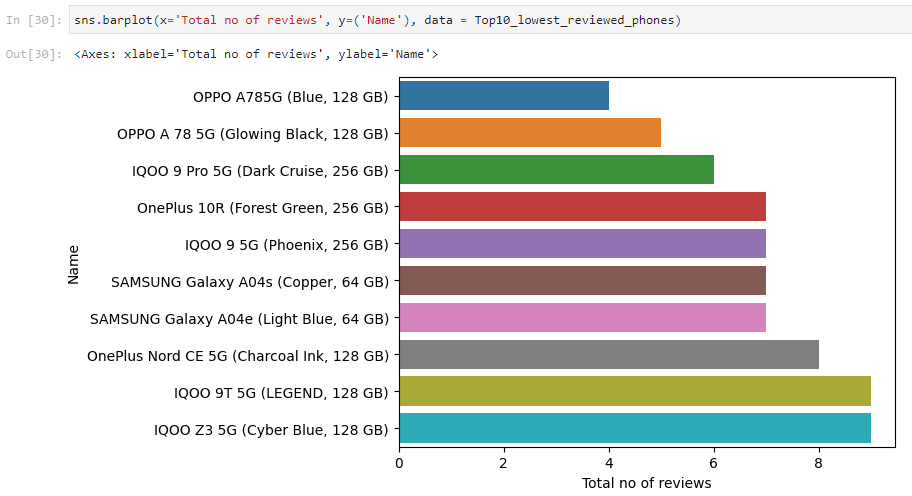 In [30]: sns.barplot(x='Total no of reviews', y=('Name'), data = Top10_lowest_reviewed_phones)
Out[30]: <Axes: xlabel='Total no of reviews', ylabel='Name'>
OPPO A785G (Blue, 128 GB)
OPPO A 78 5G (Glowing Black, 128 GB)
IQOO 9 Pro 5G (Dark Cruise, 256 GB)
OnePlus 10R (Forest Green, 256 GB)
IQOO 9 5G (Phoenix, 256 GB)
SAMSUNG Galaxy A04s (Copper, 64 GB)
SAMSUNG Galaxy A04e (Light Blue, 64 GB)
OnePlus Nord CE 5G (Charcoal Ink, 128 GB)
IQOO 9T 5G (LEGEND, 128 GB)
IQOO Z3 5G (Cyber Blue, 128 GB)
Name
0 2 4 6 8
Total no of reviews